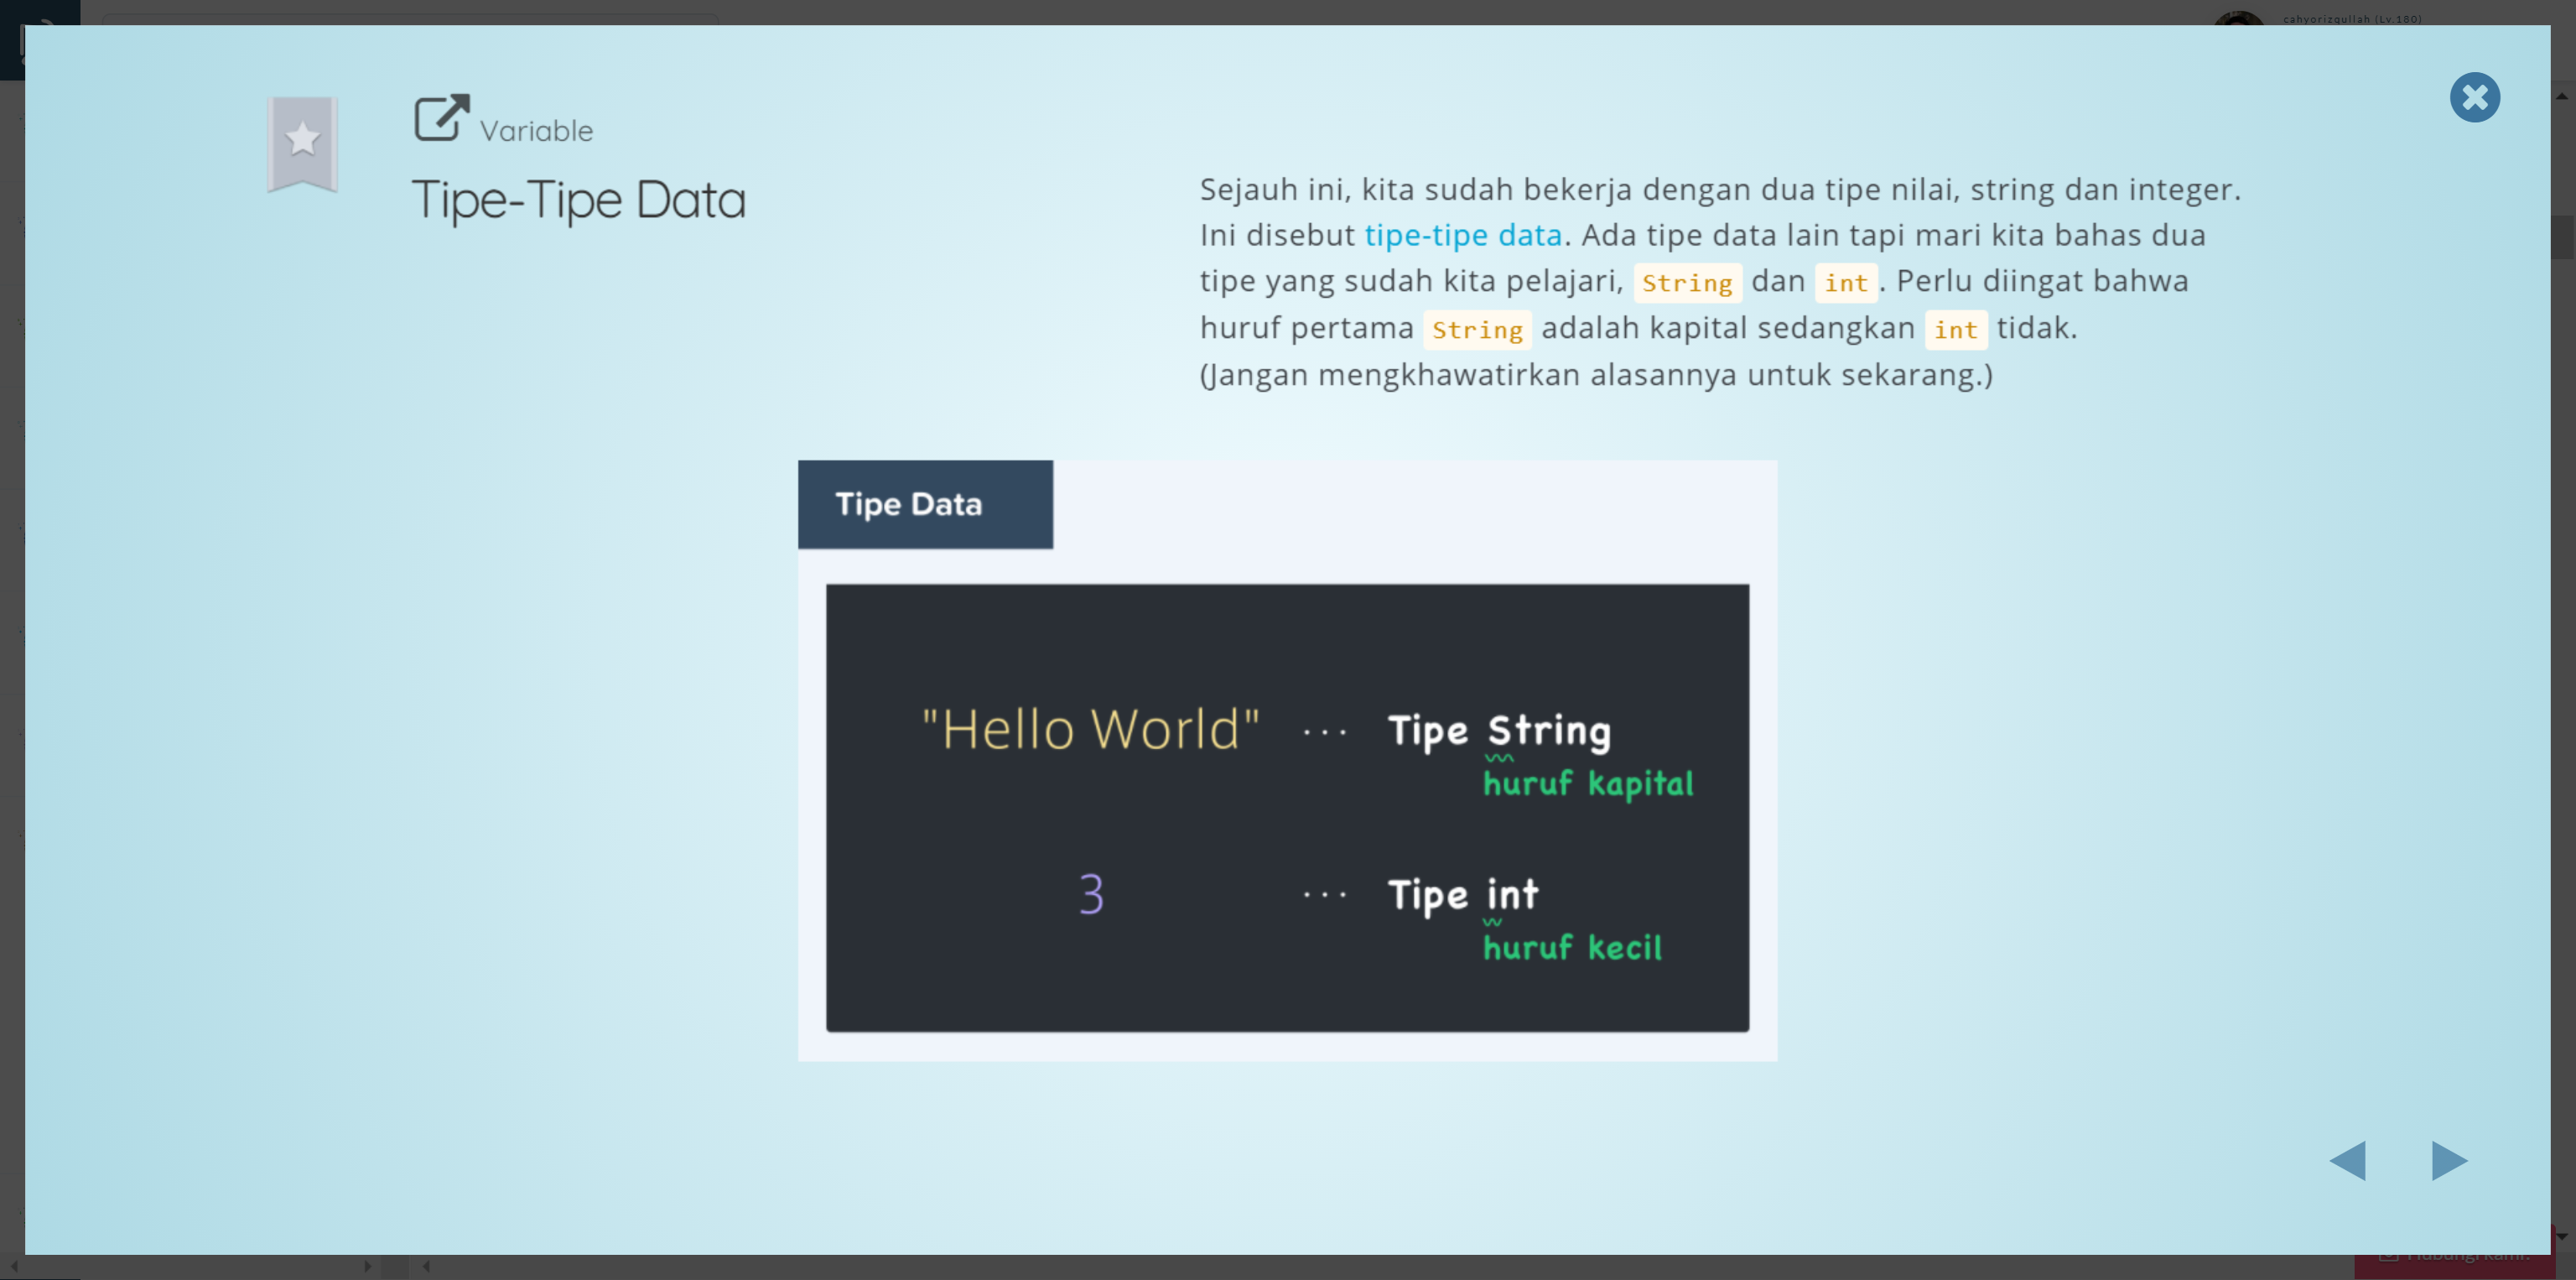 cahyorizqullah (Lv.180)
Variable
Tipe-Tipe Data
Sejauh ini, kita sudah bekerja dengan dua tipe nilai, string dan integer.
Ini disebut tipe-tipe data. Ada tipe data lain tapi mari kita bahas dua
tipe yang sudah kita pelajari, String dan int. Perlu diingat bahwa
huruf pertama String adalah kapital sedangkan int tidak.
(Jangan mengkhawatirkan alasannya untuk sekarang.)
Tipe Data
"Hello World" ... Tipe String
huruf kapital
3 ... Tipe int
huruf kecil
Hubungi kami!